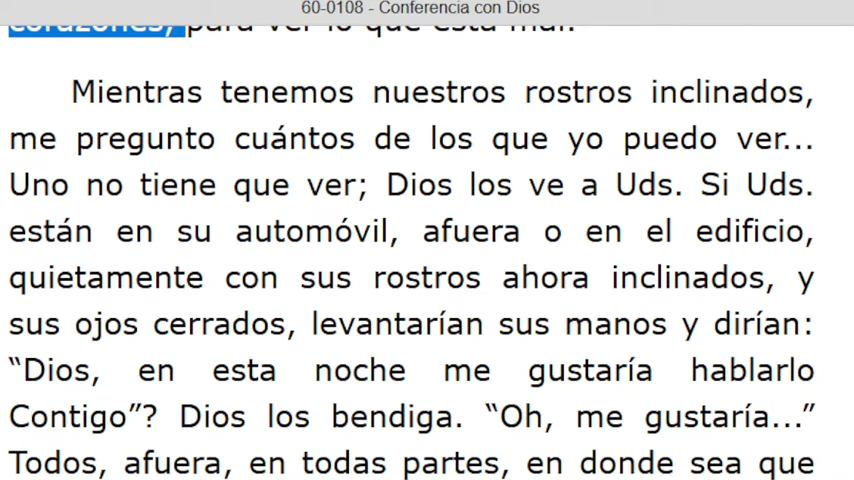 60-0108 - Conferencia con Dios
corazones, para ver lo que está mal.
Mientras tenemos nuestros rostros inclinados,
me pregunto cuántos de los que yo puedo ver...
Uno no tiene que ver; Dios los ve a Uds. Si Uds.
están en su automóvil, afuera o en el edificio,
quietamente con sus rostros ahora inclinados, y
sus ojos cerrados, levantarían sus manos y dirían:
“Dios, en esta noche me gustaría hablarlo
Contigo”? Dios los bendiga. “Oh, me gustaría...”
Todos, afuera, en todas partes, en donde sea que